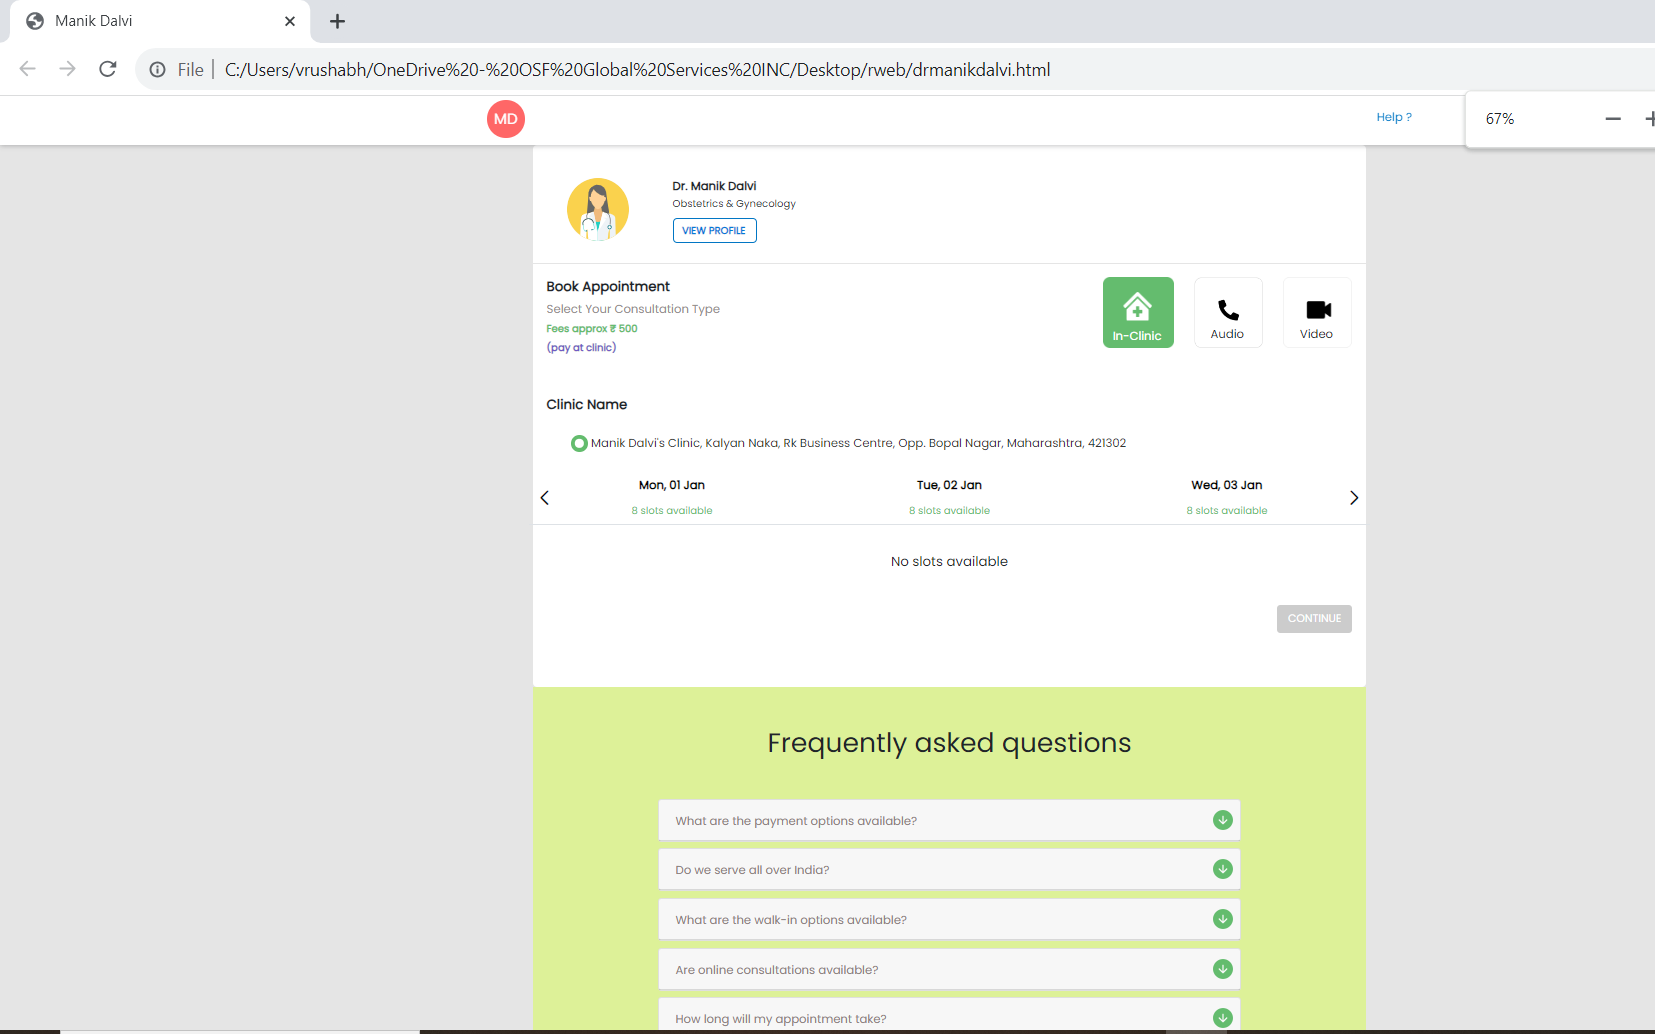 Manik Dalvi
File
C:/Users/vrushabh/OneDrive%20-%20OSF%20Global%20Services%20INC/Desktop/rweb/drmanikdalvi.html
MD
Help ?
67%
Dr. Manik Dalvi
Obstetrics & Gynecology
VIEW PROFILE
Book Appointment
Select Your Consultation Type
Fees approx ₹ 500
(pay at clinic)
In-Clinic
Audio
Video
Clinic Name
Manik Dalvi's Clinic, Kalyan Naka, Rk Business Centre, Opp. Bopal Nagar, Maharashtra, 421302
Mon, 01 Jan
8 slots available
Tue, 02 Jan
8 slots available
Wed, 03 Jan
8 slots available
No slots available
CONTINUE
Frequently asked questions
What are the payment options available?
Do we serve all over India?
What are the walk-in options available?
Are online consultations available?
How long will my appointment take?